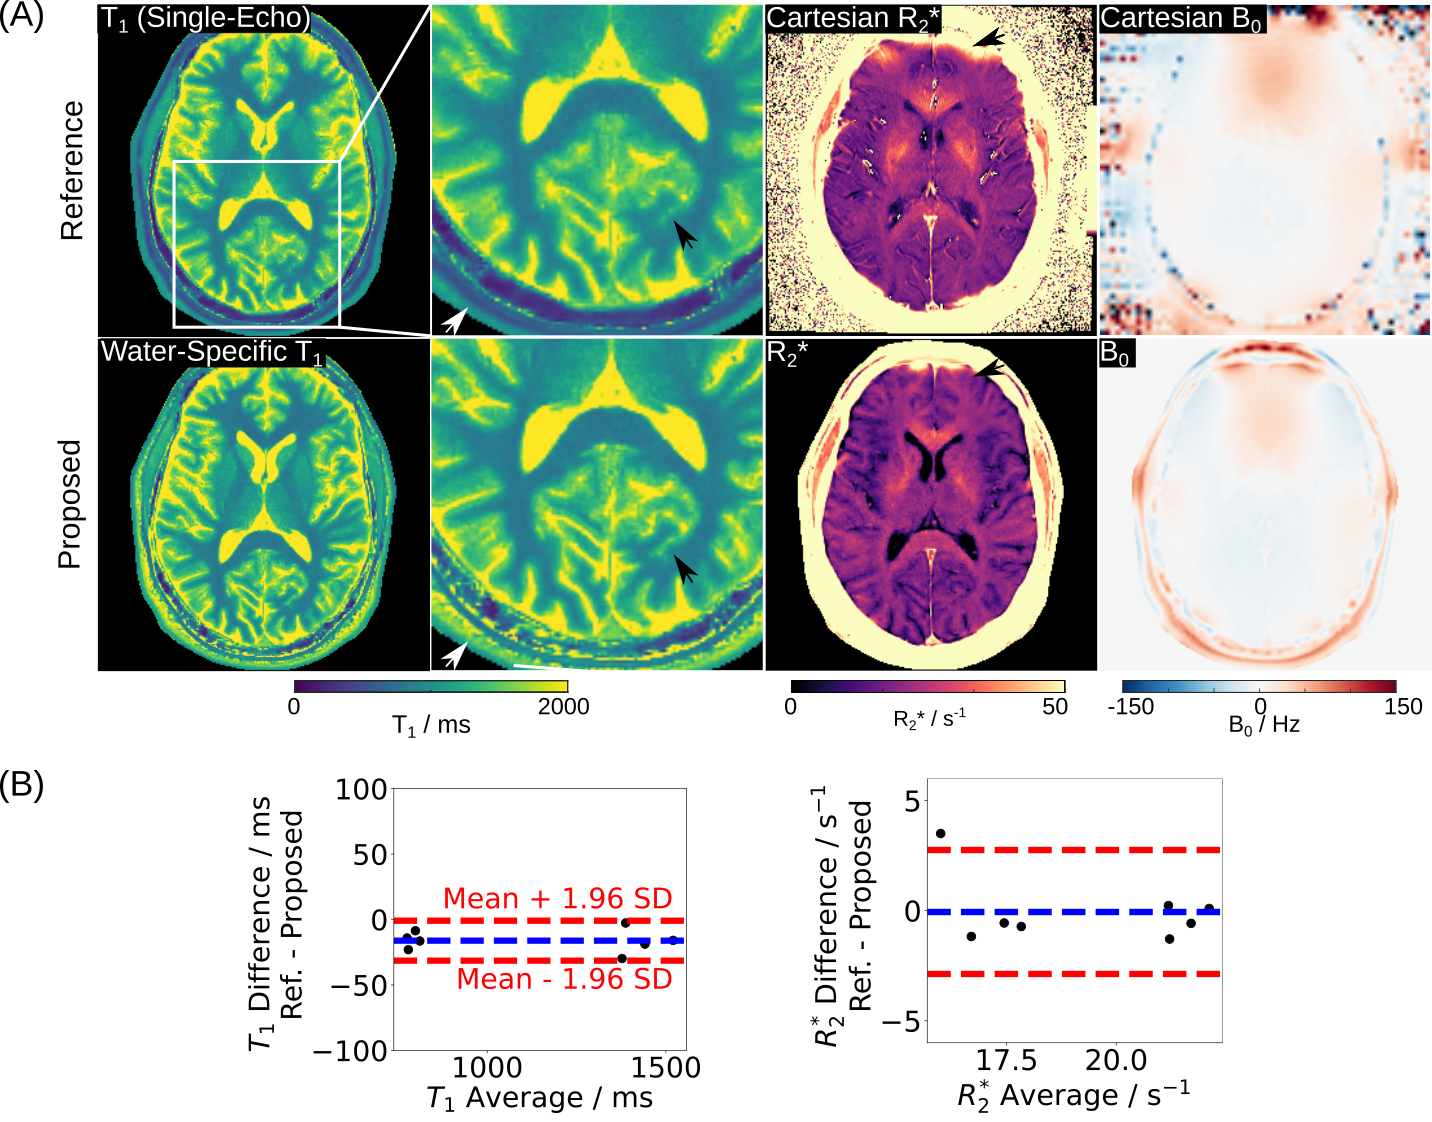 (A)
T₁ (Single-Echo)
Cartesian R₂*
Cartesian B₀
Reference
Water-Specific T₁
R₂*
B₀
Proposed
0
2000
T₁ / ms
0
50
R₂* / s⁻¹
-150
0
150
B₀ / Hz
(B)
T₁ Difference / ms
Ref. - Proposed
100
50
0
−50
−100
Mean + 1.96 SD
Mean - 1.96 SD
1000
1500
T₁ Average / ms
R₂* Difference / s⁻¹
Ref. - Proposed
5
0
−5
17.5
20.0
R₂* Average / s⁻¹